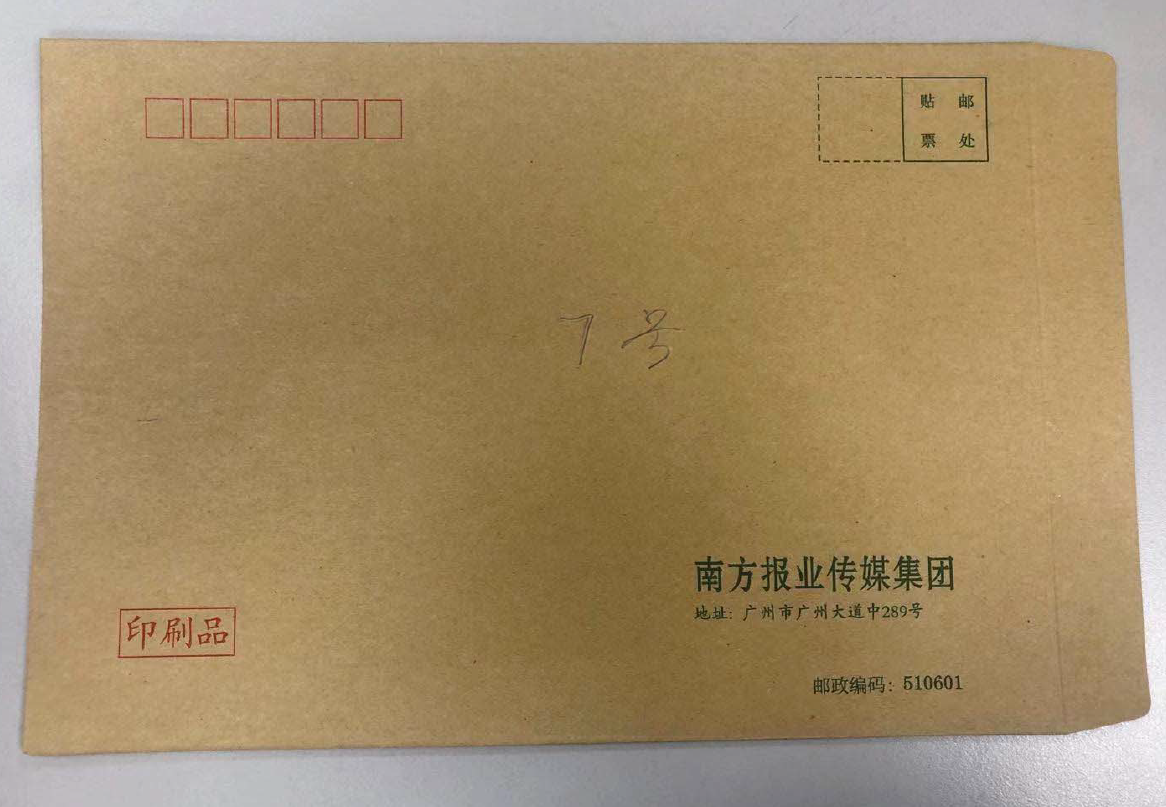 贴 邮
票 处
7号
南方报业传媒集团
地址: 广州市广州大道中289号
印刷品
邮政编码: 510601